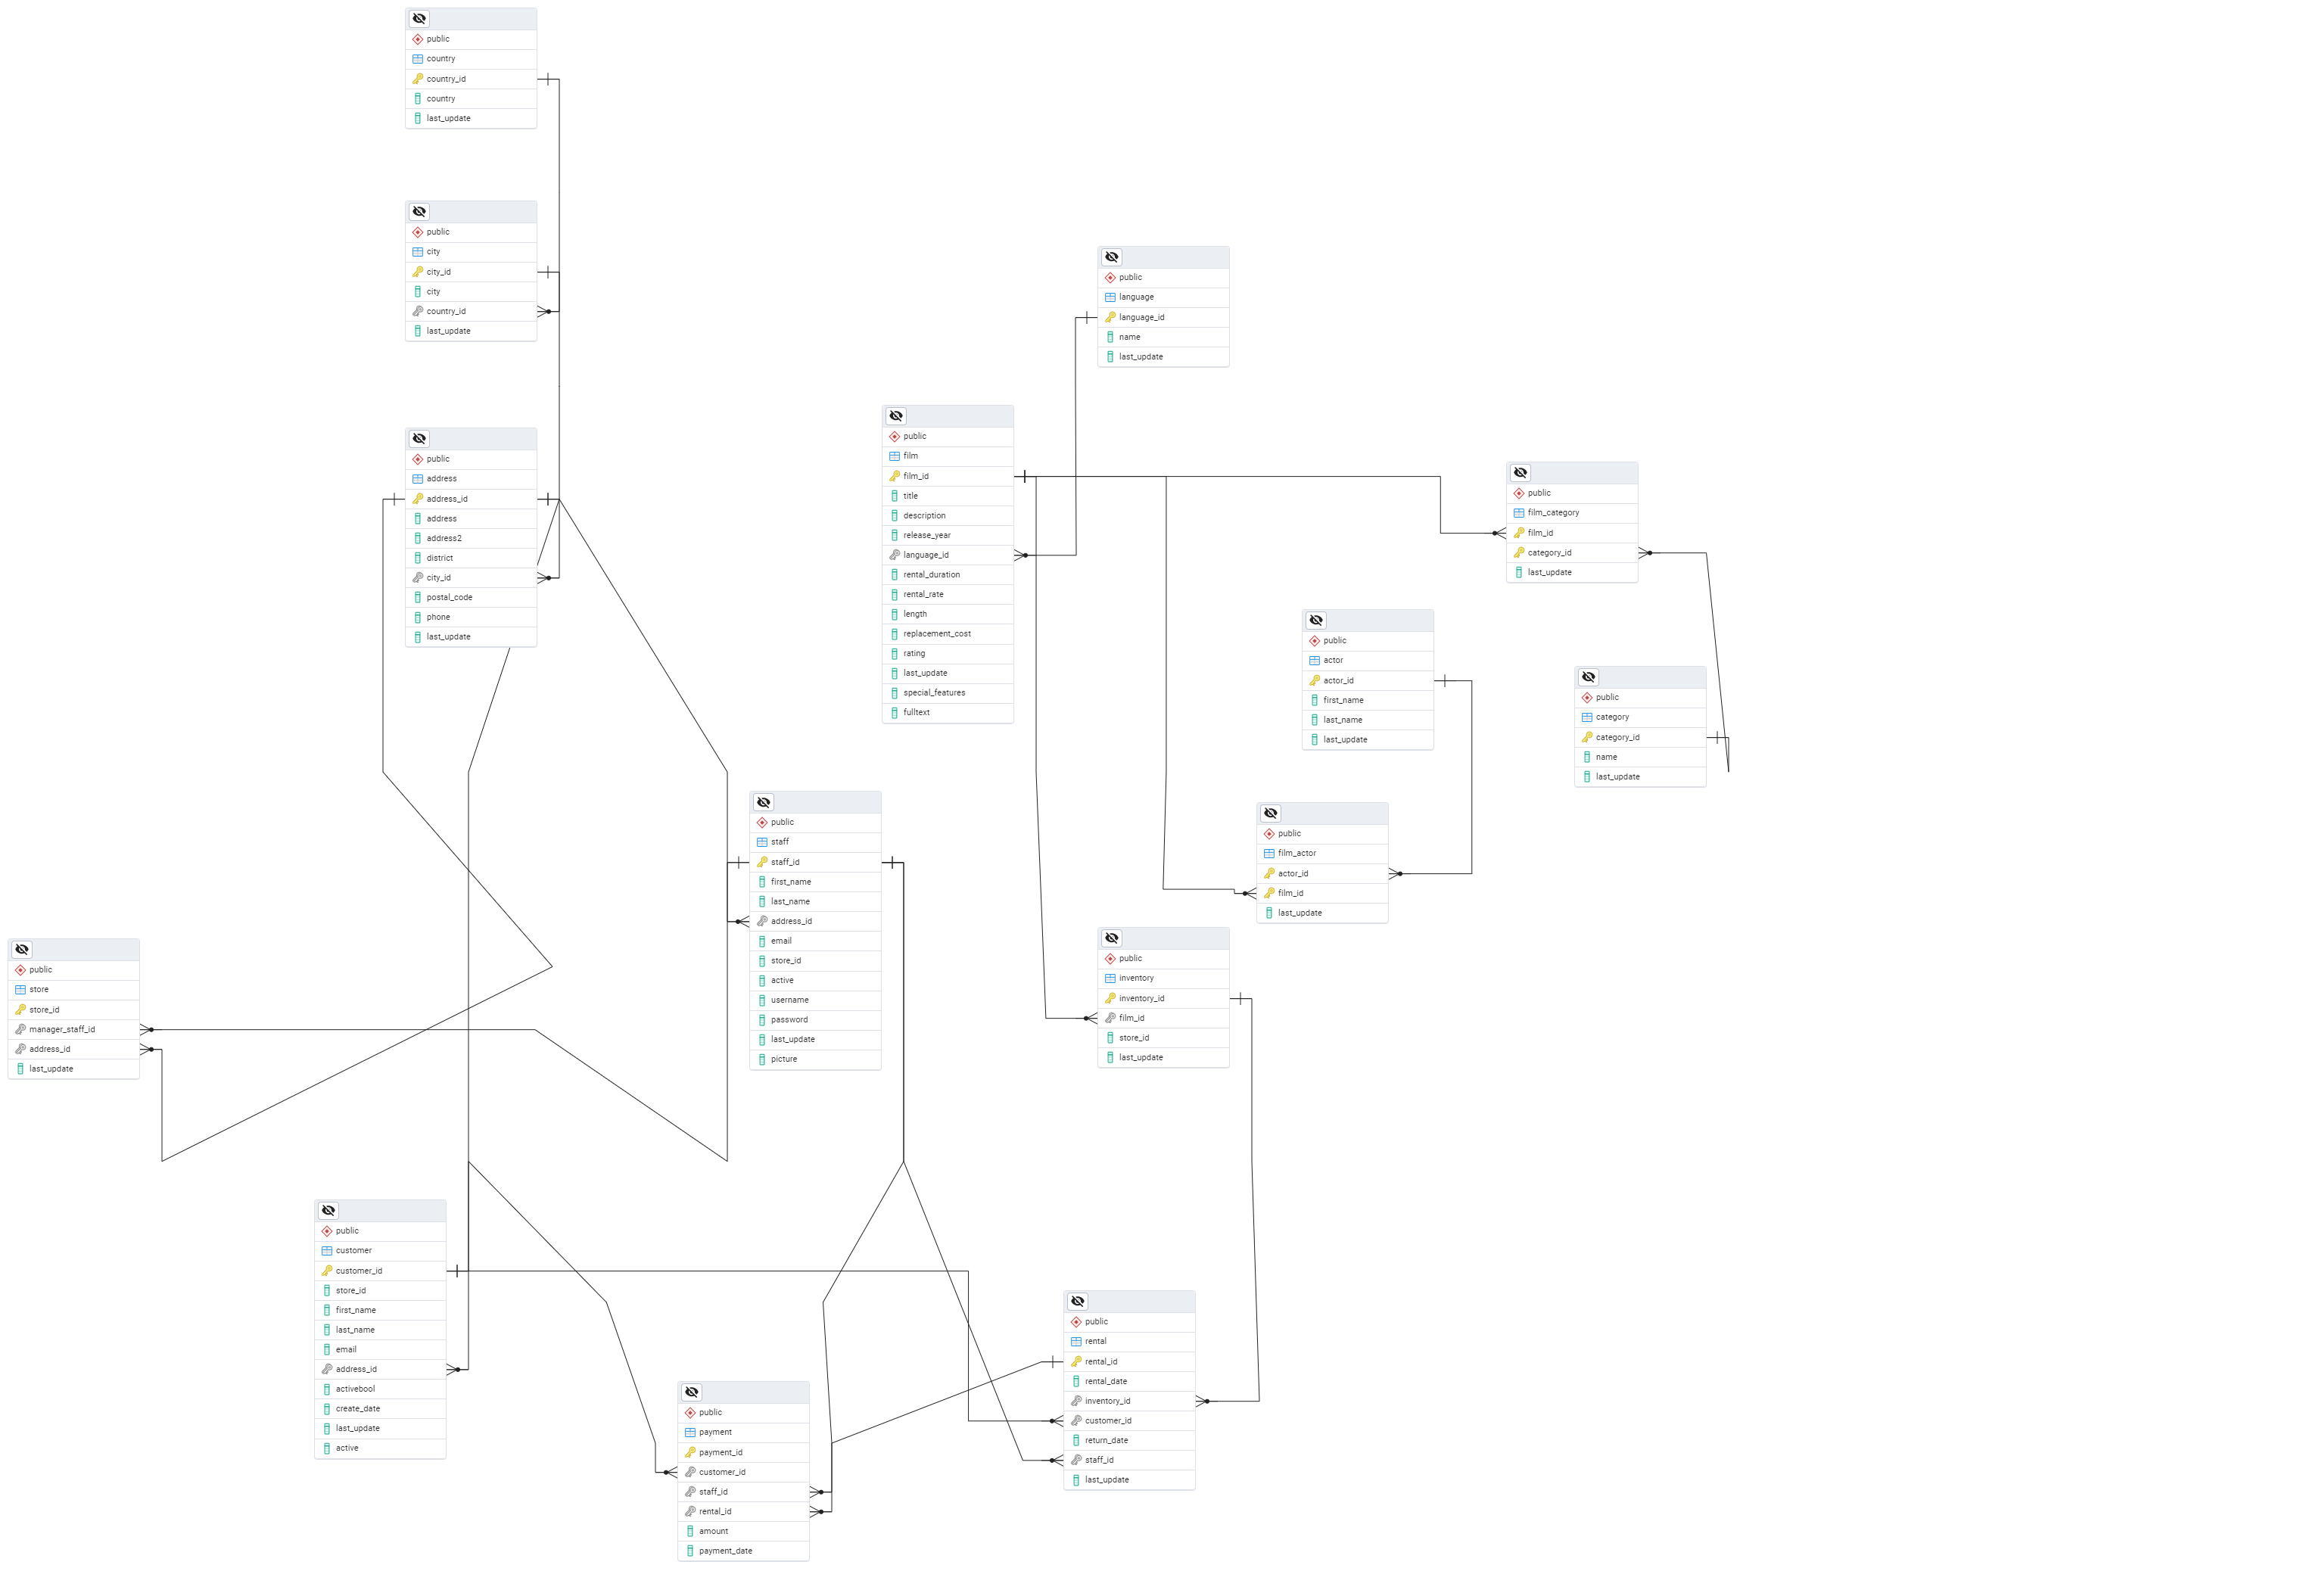 public
country
country_id
country
last_update
public
city
city_id
city
country_id
last_update
public
language
language_id
name
last_update
public
film
film_id
title
description
release_year
language_id
rental_duration
rental_rate
length
replacement_cost
rating
last_update
special_features
fulltext
public
address
address_id
address
address2
district
city_id
postal_code
phone
last_update
public
film_category
film_id
category_id
last_update
public
actor
actor_id
first_name
last_name
last_update
public
category
category_id
name
last_update
public
staff
staff_id
first_name
last_name
address_id
email
store_id
active
username
password
last_update
picture
public
film_actor
actor_id
film_id
last_update
public
inventory
inventory_id
film_id
store_id
last_update
public
store
store_id
manager_staff_id
address_id
last_update
public
customer
customer_id
store_id
first_name
last_name
email
address_id
activebool
create_date
last_update
active
public
rental
rental_id
rental_date
inventory_id
customer_id
return_date
staff_id
last_update
public
payment
payment_id
customer_id
staff_id
rental_id
amount
payment_date